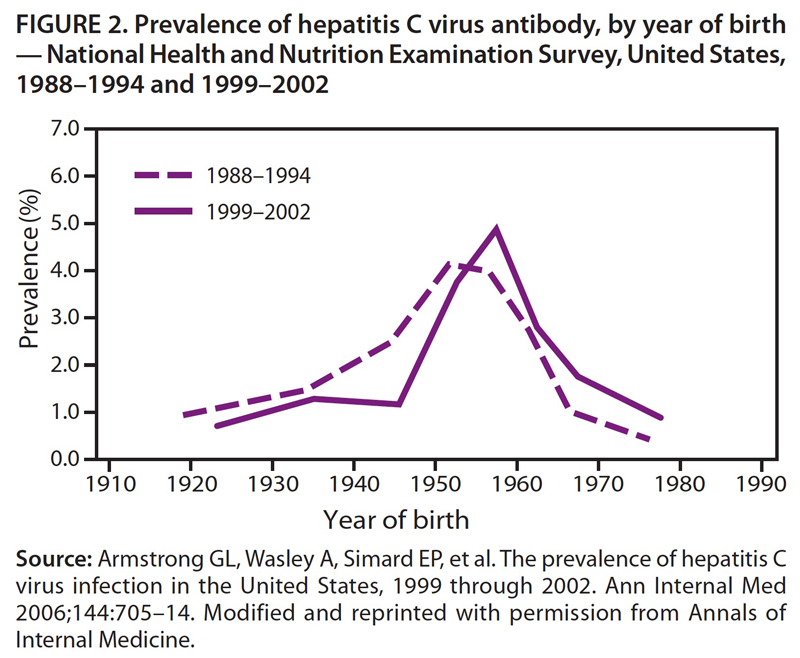 FIGURE 2. Prevalence of hepatitis C virus antibody, by year of birth
— National Health and Nutrition Examination Survey, United States,
1988–1994 and 1999–2002
7.0
6.0
5.0
4.0
3.0
2.0
1.0
0.0
Prevalence (%)
1988–1994
1999–2002
1910 1920 1930 1940 1950 1960 1970 1980 1990
Year of birth
Source: Armstrong GL, Wasley A, Simard EP, et al. The prevalence of hepatitis C
virus infection in the United States, 1999 through 2002. Ann Internal Med
2006;144:705–14. Modified and reprinted with permission from Annals of
Internal Medicine.